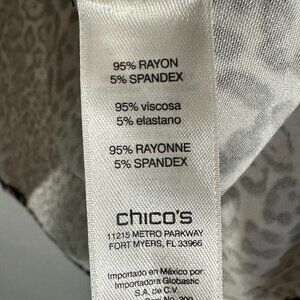 95% RAYON
5% SPANDEX
95% viscosa
5% elastano
95% RAYONNE
5% SPANDEX
chico's
11215 METRO PARKWAY
FORT MYERS, FL 33966
Importado en México por:
Importadora Globastic
S.A. de C.V.
300